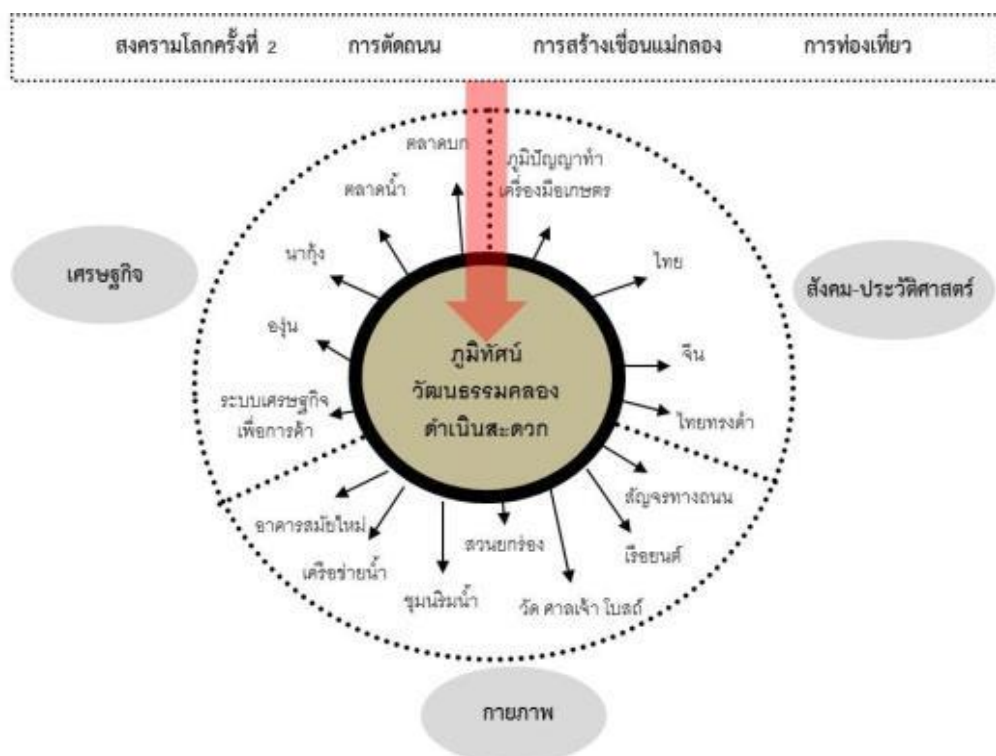 สงครามโลกครั้งที่ 2 การตัดถนน การสร้างเขื่อนแม่กลอง การท่องเที่ยว
ตลาดบก
ภูมิปัญญาทำ
เครื่องมือเกษตร
ตลาดน้ำ
นากุ้ง
ไทย
เศรษฐกิจ
สังคม-ประวัติศาสตร์
องุ่น
จีน
ภูมิทัศน์
วัฒนธรรมคลอง
ดำเนินสะดวก
ระบบเศรษฐกิจ
เพื่อการค้า
ไทยทรงดำ
สัญจรทางถนน
อาคารสมัยใหม่
สวนยกร่อง
เรือยนต์
เครือข่ายน้ำ
ชุมนริมน้ำ
วัด ศาลเจ้า โบสถ์
กายภาพ